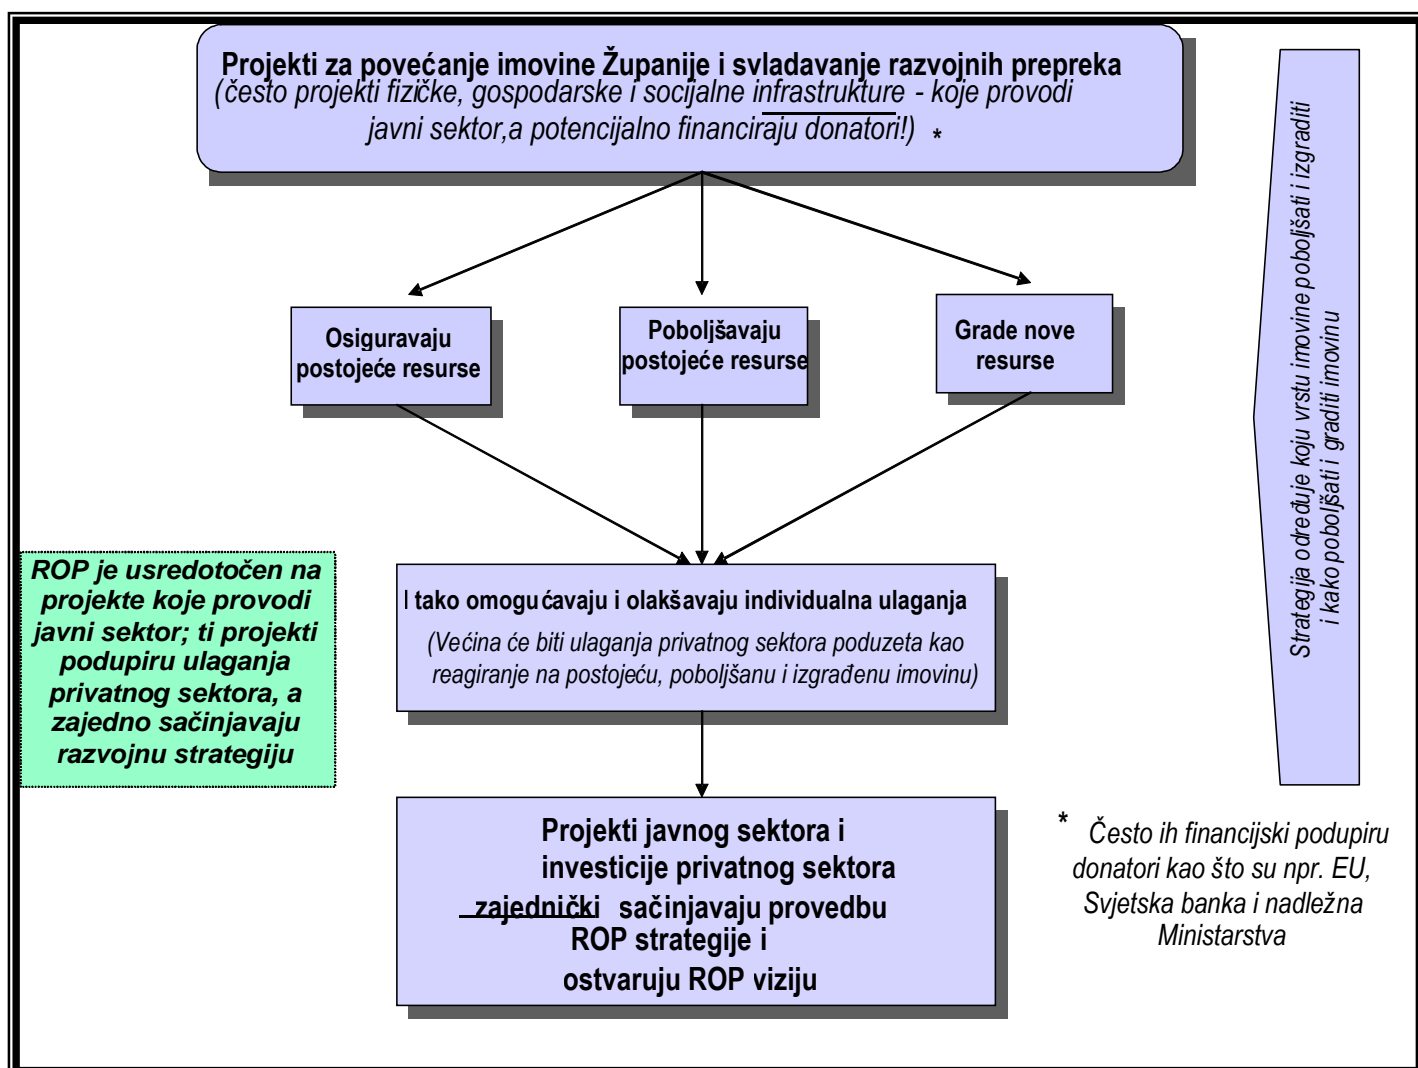 Projekti za povećanje imovine Županije i svladavanje razvojnih prepreka
(često projekti fizičke, gospodarske i socijalne infrastrukture - koje provodi
javni sektor,a potencijalno financiraju donatori!) *
Osiguravaju
postojeće resurse
Poboljšavaju
postojeće resurse
Grade nove
resurse
Strategija određuje koju vrstu imovine poboljšati i izgraditi
i kako poboljšati i graditi imovinu
ROP je usredotočen na
projekte koje provodi
javni sektor; ti projekti
podupiru ulaganja
privatnog sektora, a
zajedno sačinjavaju
razvojnu strategiju
I tako omogućavaju i olakšavaju individualna ulaganja
(Većina će biti ulaganja privatnog sektora poduzeta kao
reagiranje na postojeću, poboljšanu i izgrađenu imovinu)
Projekti javnog sektora i
investicije privatnog sektora
zajednički sačinjavaju provedbu
ROP strategije i
ostvaruju ROP viziju
* Često ih financijski podupiru
donatori kao što su npr. EU,
Svjetska banka i nadležna
Ministarstva